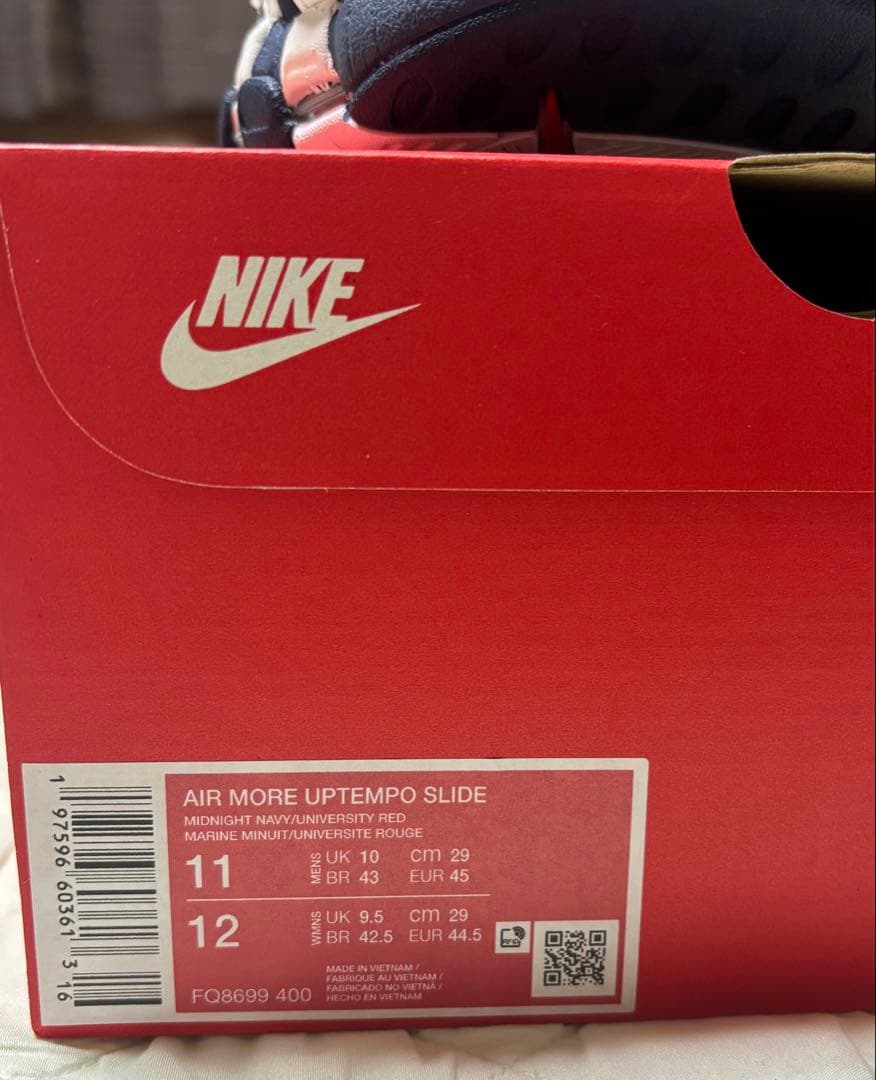 NIKE
AIR MORE UPTEMPO SLIDE
MIDNIGHT NAVY/UNIVERSITY RED
MARINE MINUIT/UNIVERSITE ROUGE
11 MENS UK 10 cm 29
BR 43 EUR 45
12 WMNS UK 9.5 cm 29
BR 42.5 EUR 44.5
RFID
FQ8699 400
MADE IN VIETNAM /
FABRIQUE AU VIETNAM /
FABRICADO NO VIETNÃ /
HECHO EN VIETNAM
1 97596 60361 3 16